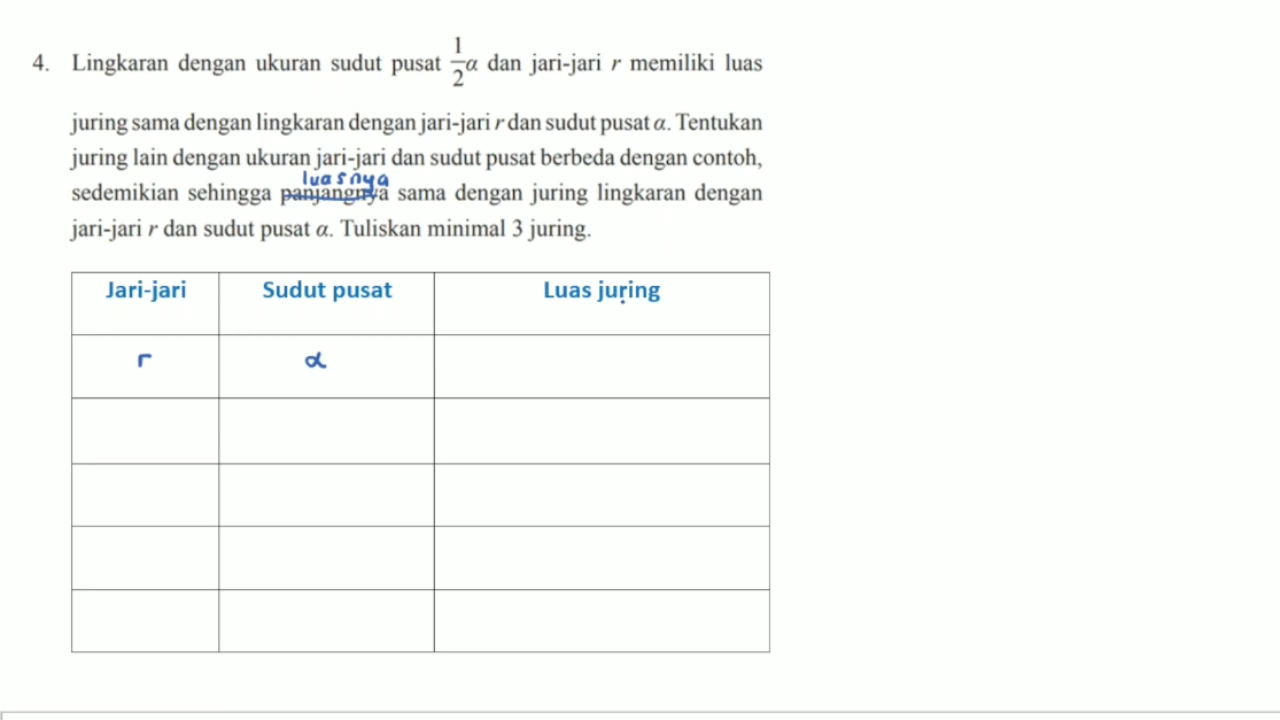 4. Lingkaran dengan ukuran sudut pusat 1/2 α dan jari-jari r memiliki luas
juring sama dengan lingkaran dengan jari-jari r dan sudut pusat α. Tentukan
juring lain dengan ukuran jari-jari dan sudut pusat berbeda dengan contoh,
luasnya
sedemikian sehingga panjangnya sama dengan juring lingkaran dengan
jari-jari r dan sudut pusat α. Tuliskan minimal 3 juring.
Jari-jari Sudut pusat Luas juring
r α